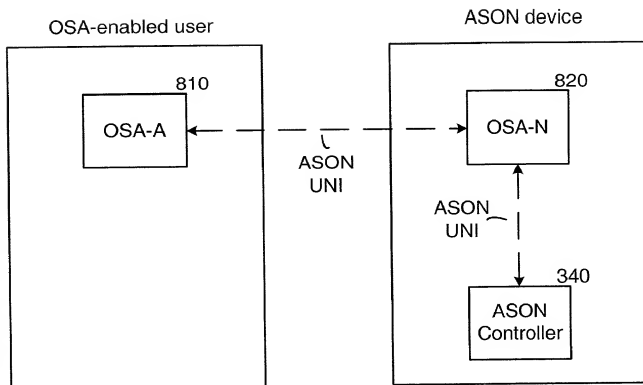 OSA-enabled user
ASON device
810
OSA-A
820
OSA-N
ASON
UNI
ASON
UNI
340
ASON
Controller